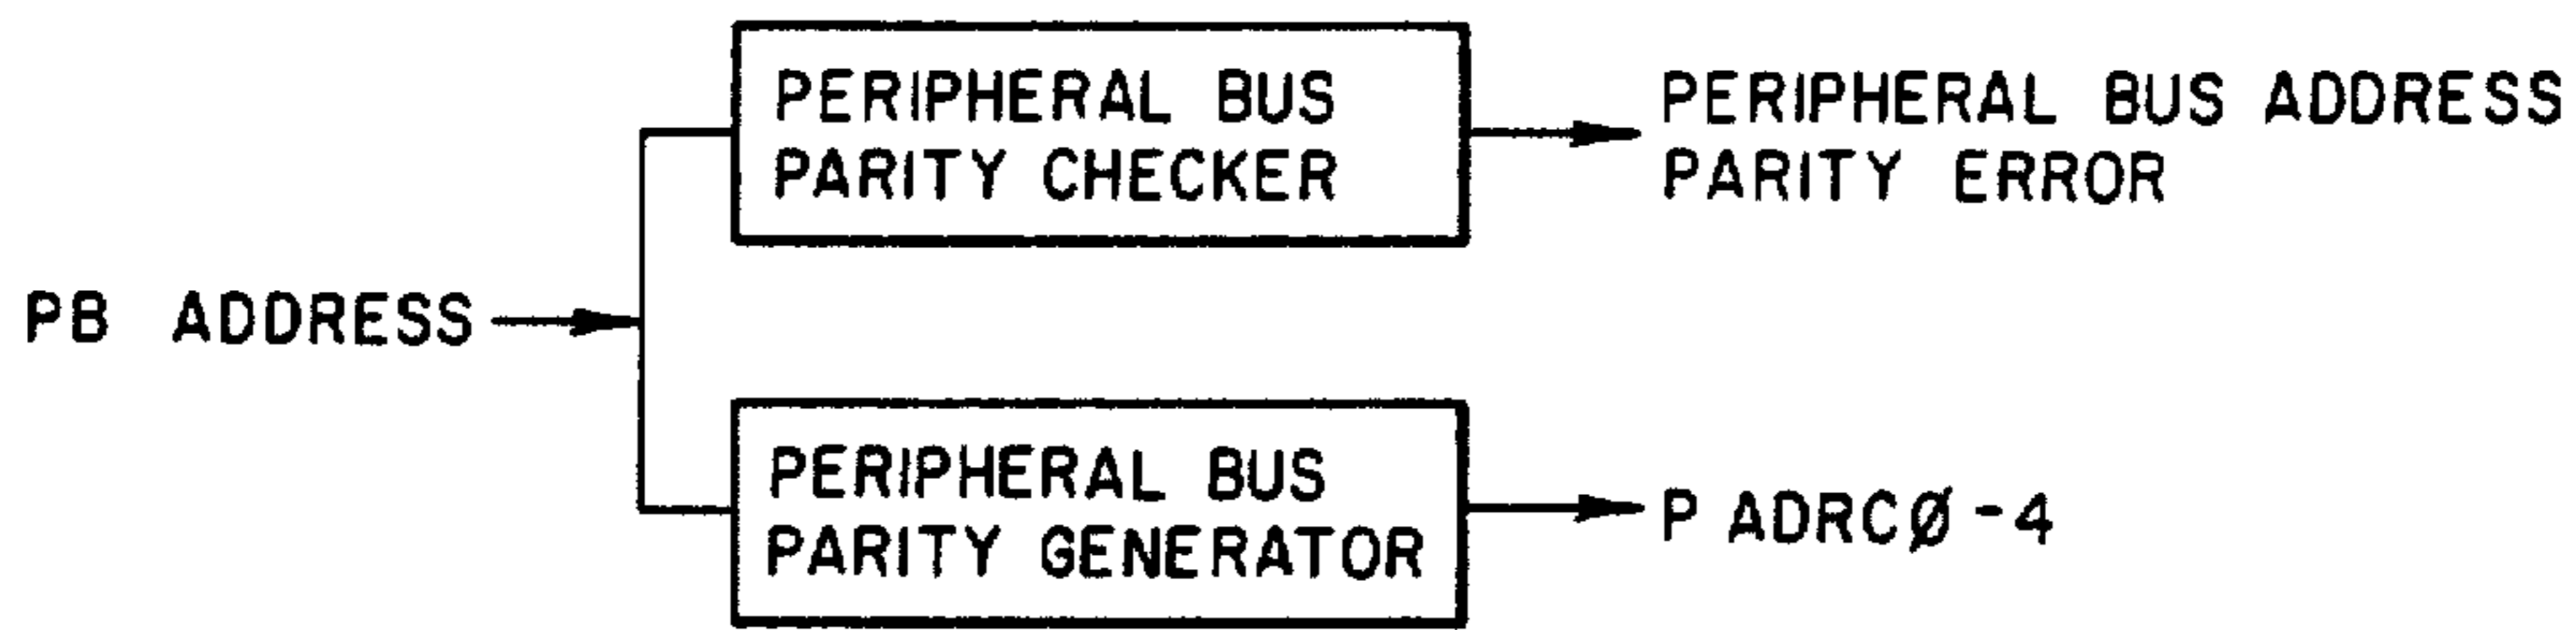 PERIPHERAL BUS
PARITY CHECKER
PERIPHERAL BUS ADDRESS
PARITY ERROR
PB ADDRESS
PERIPHERAL BUS
PARITY GENERATOR
P ADRCØ-4